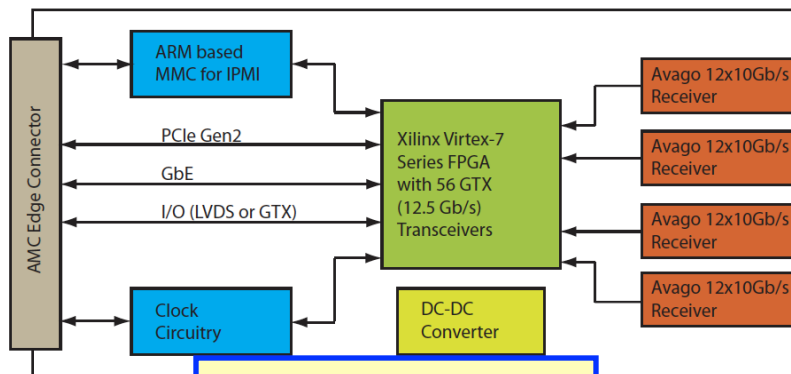 AMC Edge Connector
ARM based
MMC for IPMI
PCIe Gen2
GbE
I/O (LVDS or GTX)
Clock
Circuitry
Xilinx Virtex-7
Series FPGA
with 56 GTX
(12.5 Gb/s)
Transceivers
DC-DC
Converter
Avago 12x10Gb/s
Receiver
Avago 12x10Gb/s
Receiver
Avago 12x10Gb/s
Receiver
Avago 12x10Gb/s
Receiver